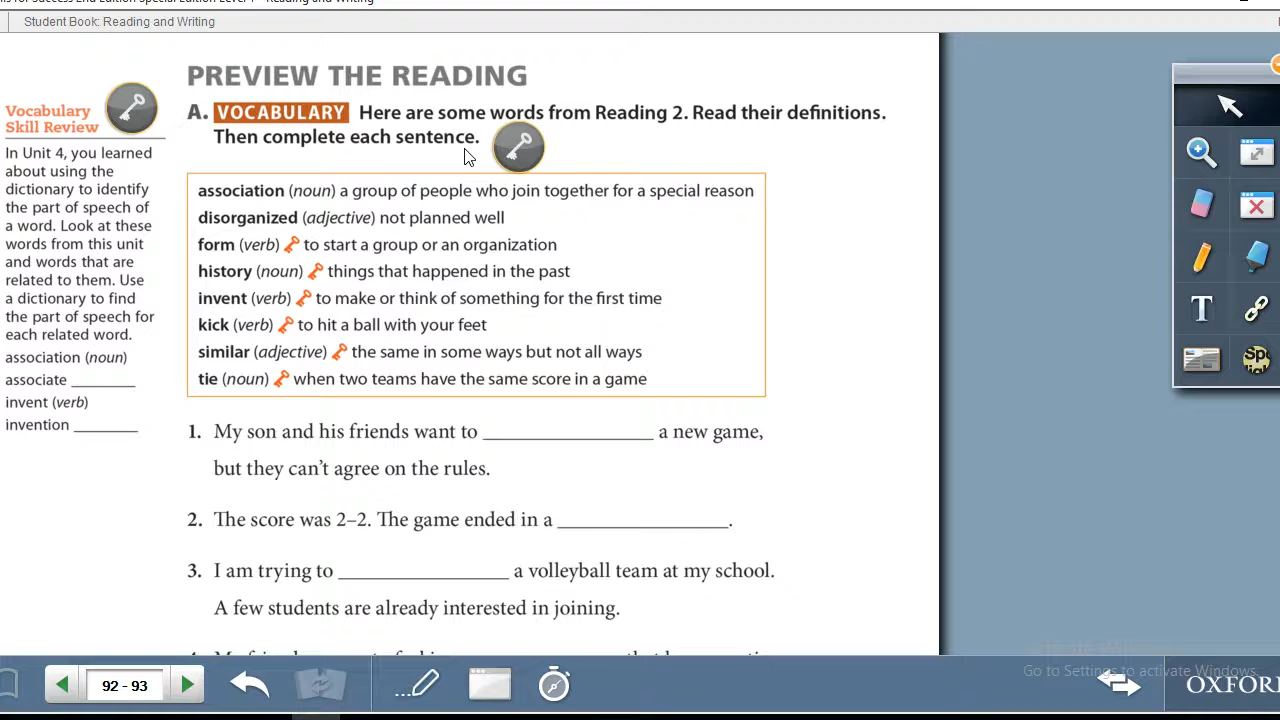 Student Book: Reading and Writing
PREVIEW THE READING
A. VOCABULARY Here are some words from Reading 2. Read their definitions.
Then complete each sentence.
Vocabulary
Skill Review
In Unit 4, you learned
about using the
dictionary to identify
the part of speech of
a word. Look at these
words from this unit
and words that are
related to them. Use
a dictionary to find
the part of speech for
each related word.
association (noun)
associate ________
invent (verb)
invention ________
association (noun) a group of people who join together for a special reason
disorganized (adjective) not planned well
form (verb) to start a group or an organization
history (noun) things that happened in the past
invent (verb) to make or think of something for the first time
kick (verb) to hit a ball with your feet
similar (adjective) the same in some ways but not all ways
tie (noun) when two teams have the same score in a game
1. My son and his friends want to ________________ a new game,
but they can't agree on the rules.
2. The score was 2–2. The game ended in a ________________.
3. I am trying to ________________ a volleyball team at my school.
A few students are already interested in joining.
T
92 - 93
Go to Settings to activate Windows.